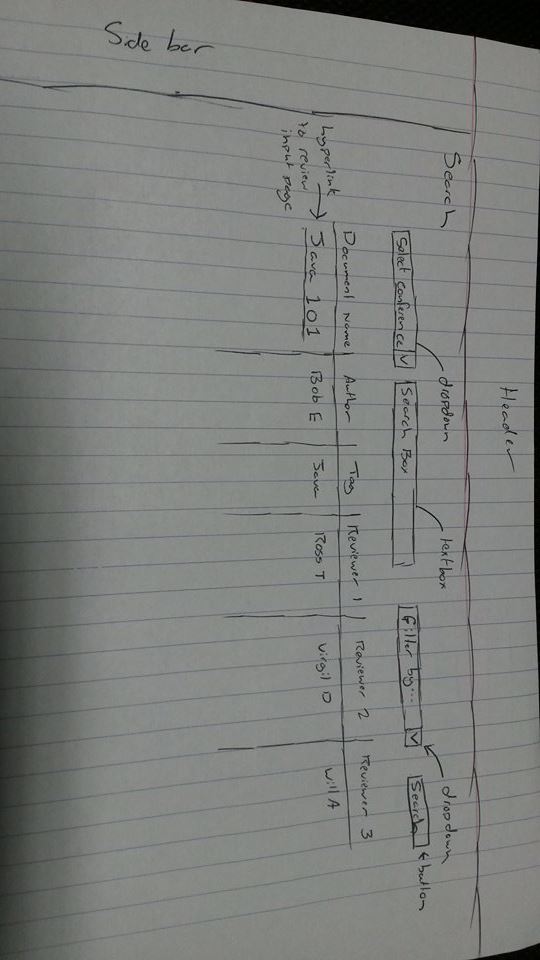 Header
Side bar
Search
dropdown
textbox
dropdown
button
Select conference V
Search Box
Filter by... V
Search
Document Name
Author
Tag
Reviewer 1
Reviewer 2
Reviewer 3
hyperlink
to review
input page
Java 101
Bob E
Java
Ross T
Virgil D
Will A